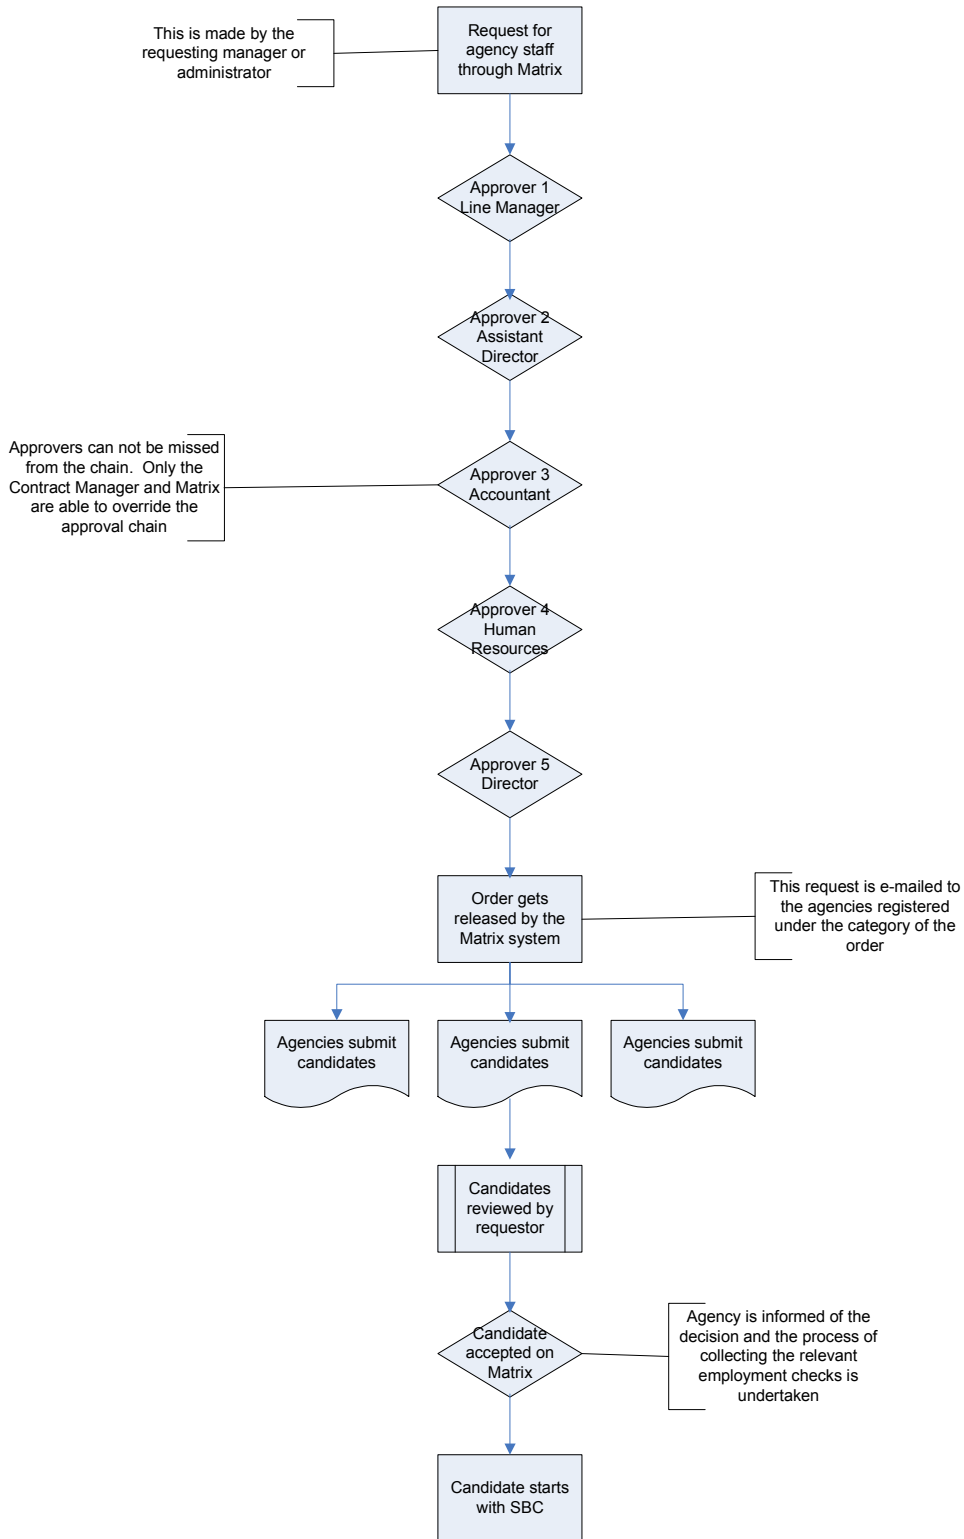 This is made by the
requesting manager or
administrator
Request for
agency staff
through Matrix
Approver 1
Line Manager
Approver 2
Assistant
Director
Approvers can not be missed
from the chain.  Only the
Contract Manager and Matrix
are able to override the
approval chain
Approver 3
Accountant
Approver 4
Human
Resources
Approver 5
Director
Order gets
released by the
Matrix system
This request is e-mailed to
the agencies registered
under the category of the
order
Agencies submit
candidates
Agencies submit
candidates
Agencies submit
candidates
Candidates
reviewed by
requestor
Candidate
accepted on
Matrix
Agency is informed of the
decision and the process of
collecting the relevant
employment checks is
undertaken
Candidate starts
with SBC